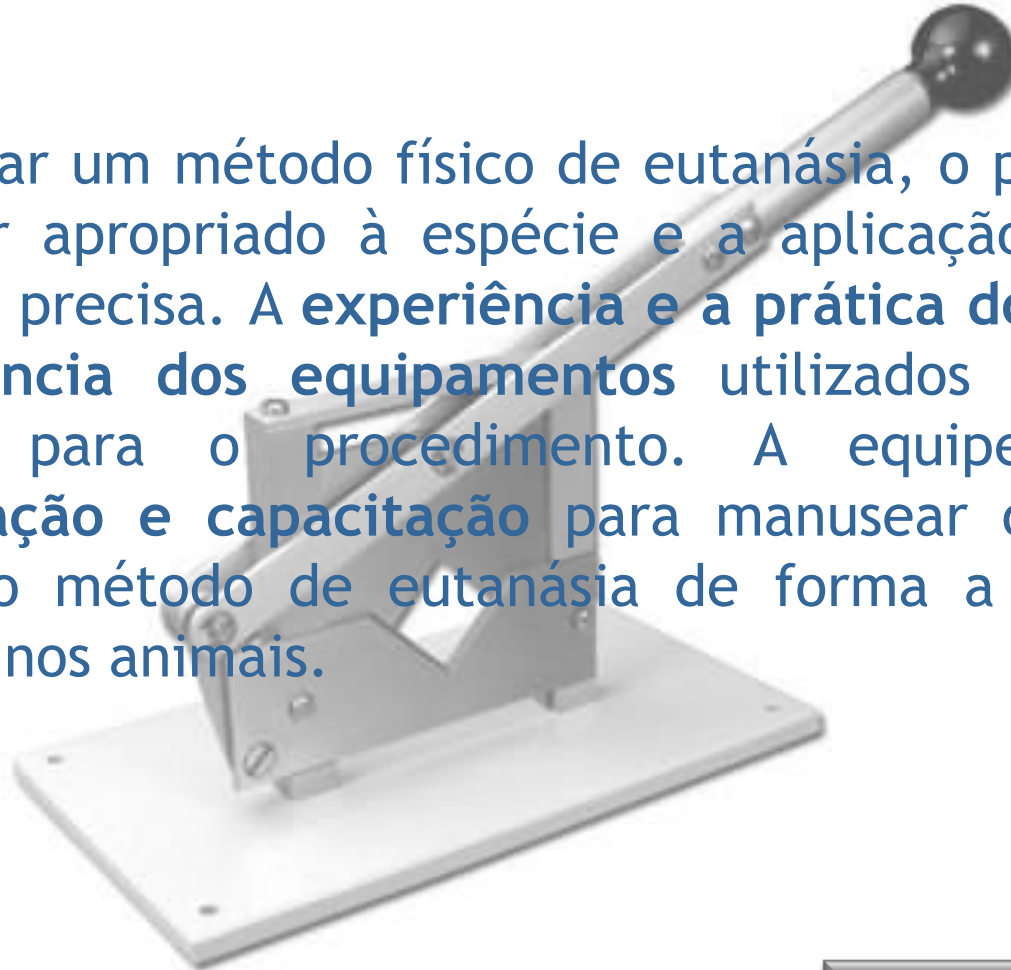 ar um método físico de eutanásia, o p
r apropriado à espécie e a aplicação
precisa. A experiência e a prática do
ncia dos equipamentos utilizados
para o procedimento. A equipe
ação e capacitação para manusear o
o método de eutanásia de forma a
nos animais.